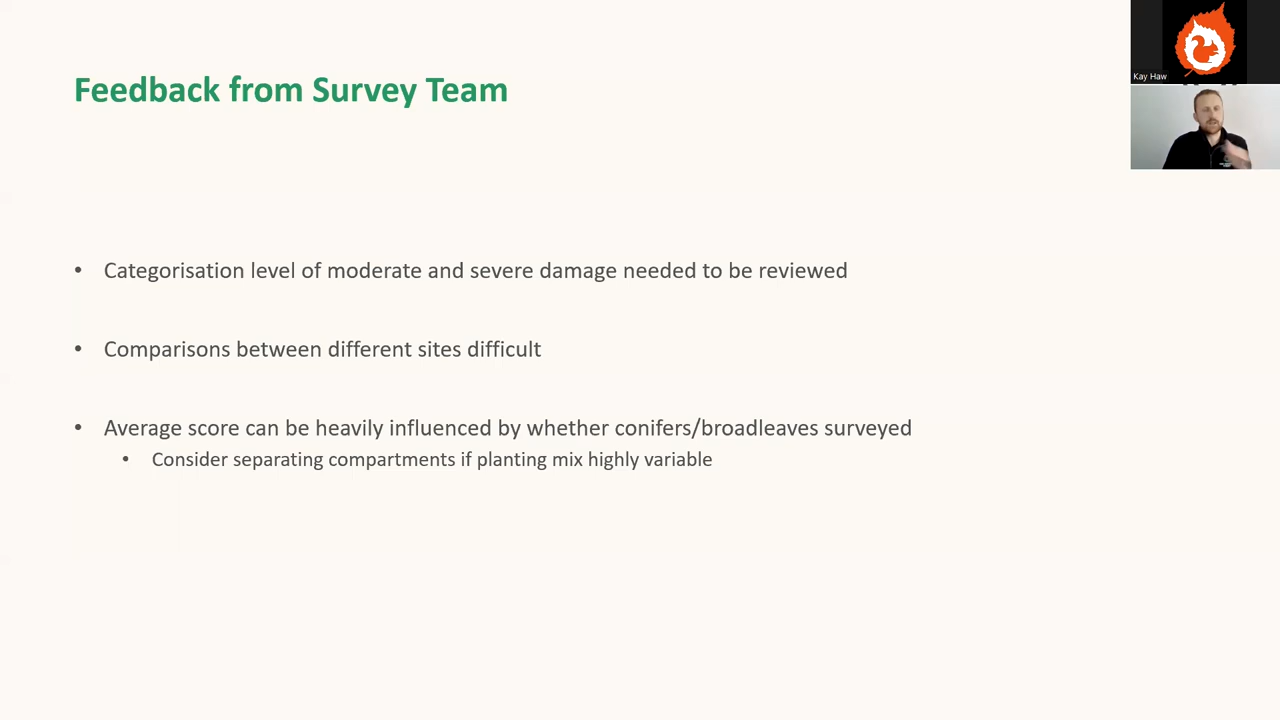 Feedback from Survey Team
Kay Haw
• Categorisation level of moderate and severe damage needed to be reviewed
• Comparisons between different sites difficult
• Average score can be heavily influenced by whether conifers/broadleaves surveyed
• Consider separating compartments if planting mix highly variable